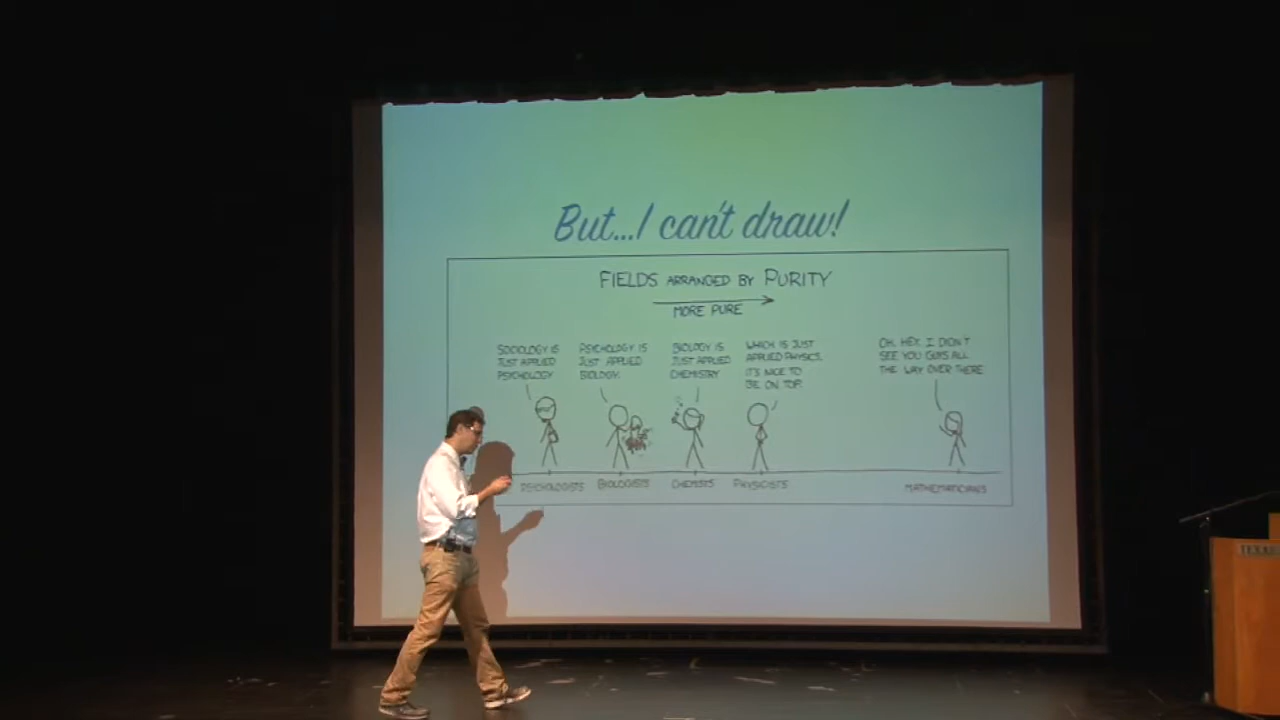 But...I can't draw!
FIELDS ARRANGED BY PURITY
MORE PURE
SOCIOLOGY IS
JUST APPLIED
PSYCHOLOGY
PSYCHOLOGY IS
JUST APPLIED
BIOLOGY.
BIOLOGY IS
JUST APPLIED
CHEMISTRY
WHICH IS JUST
APPLIED PHYSICS.
IT'S NICE TO
BE ON TOP.
OH, HEY, I DIDN'T
SEE YOU GUYS ALL
THE WAY OVER THERE
PSYCHOLOGISTS
BIOLOGISTS
CHEMISTS
PHYSICISTS
MATHEMATICIANS